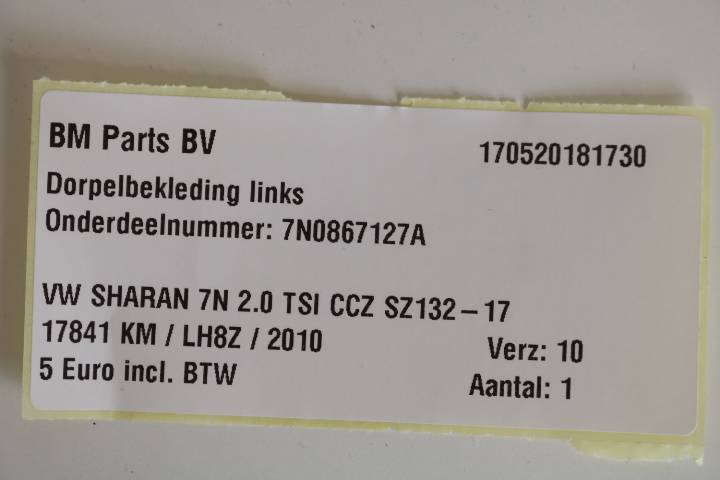 BM Parts BV 170520181730
Dorpelbekleding links
Onderdeelnummer: 7N0867127A
VW SHARAN 7N 2.0 TSI CCZ SZ132 – 17
17841 KM / LH8Z / 2010 Verz: 10
5 Euro incl. BTW Aantal: 1